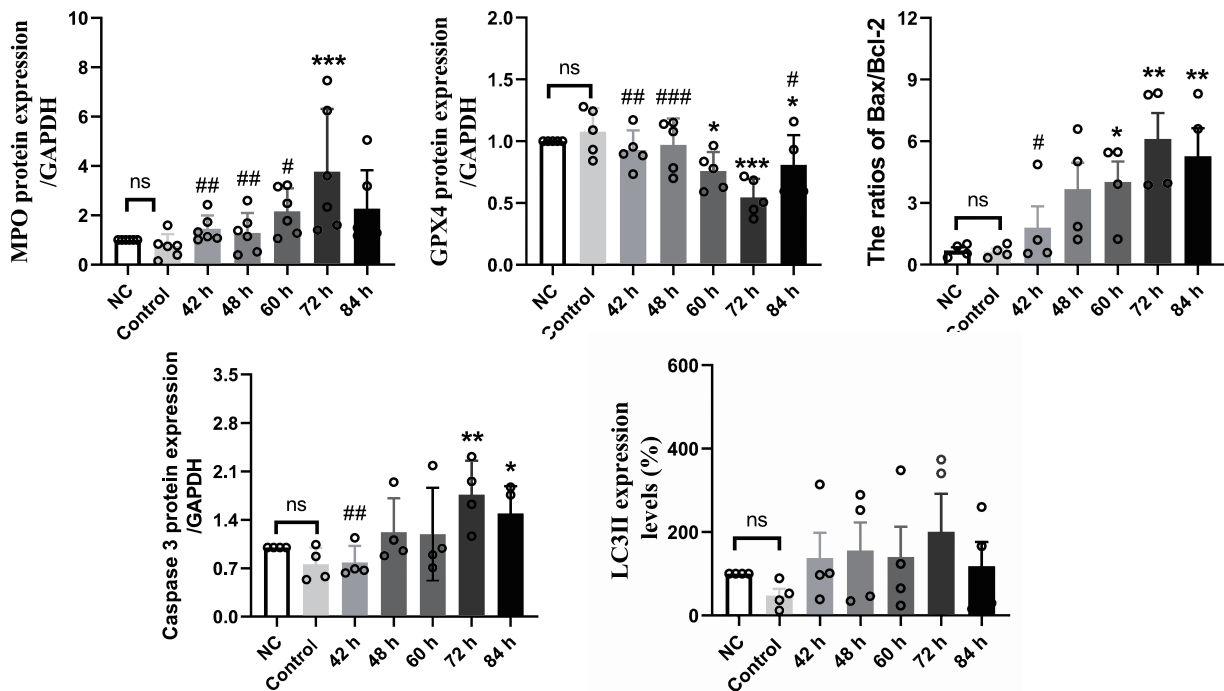 MPO protein expression
/GAPDH
10
8
6
4
2
0
ns
##
##
#
***
NC
Control
42 h
48 h
60 h
72 h
84 h
GPX4 protein expression
/GAPDH
2.0
1.5
1.0
0.5
0.0
ns
##
###
*
***
#
*
NC
Control
42 h
48 h
60 h
72 h
84 h
The ratios of Bax/Bcl-2
12
9
6
3
0
ns
#
*
**
**
NC
Control
42 h
48 h
60 h
72 h
84 h
Caspase 3 protein expression
/GAPDH
3.5
2.8
2.1
1.4
0.7
0.0
ns
##
**
*
NC
Control
42 h
48 h
60 h
72 h
84 h
LC3II expression
levels (%)
600
400
200
0
ns
NC
Control
42 h
48 h
60 h
72 h
84 h